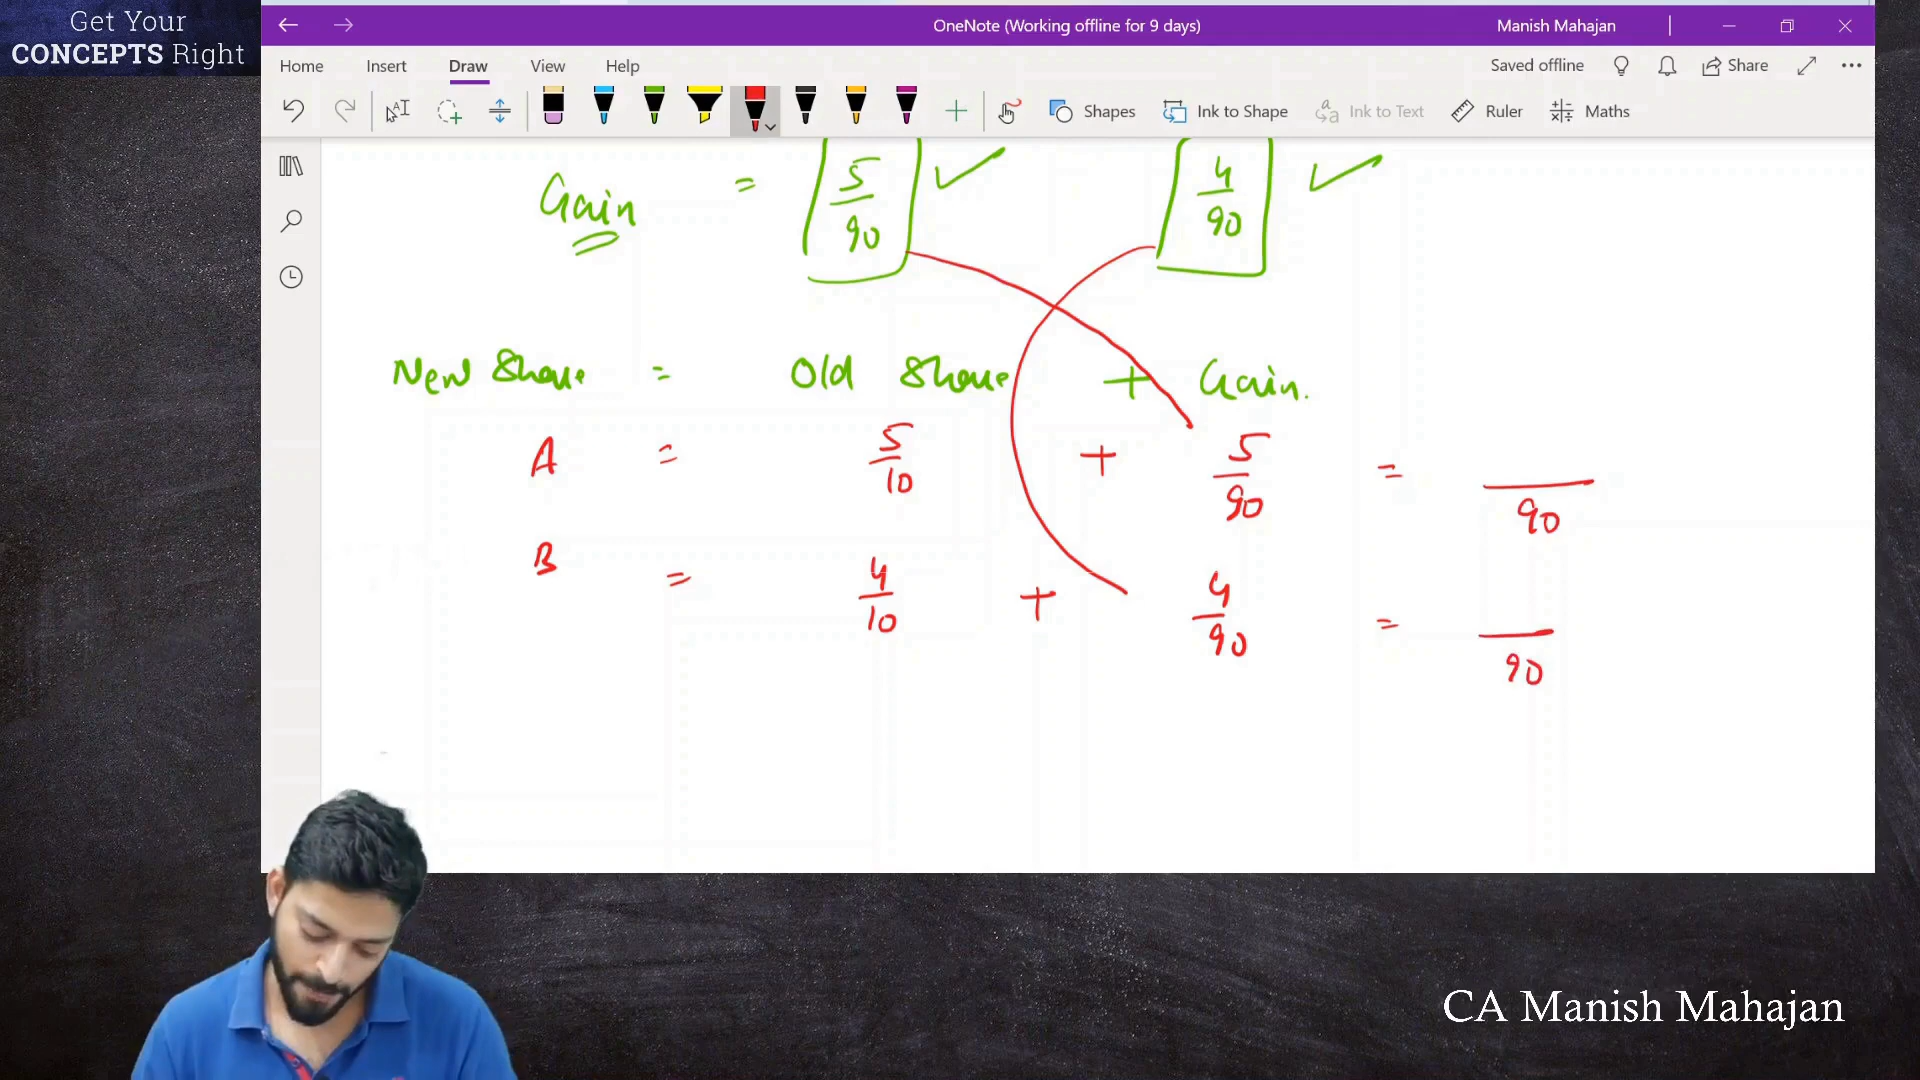 Get Your
CONCEPTS Right
OneNote (Working offline for 9 days)
Manish Mahajan
Home Insert Draw View Help
Saved offline Share
Shapes Ink to Shape Ink to Text Ruler Maths
Gain = 5/90 4/90
New Share = Old Share + Gain.
A = 5/10 + 5/90 = /90
B = 4/10 + 4/90 = /90
CA Manish Mahajan